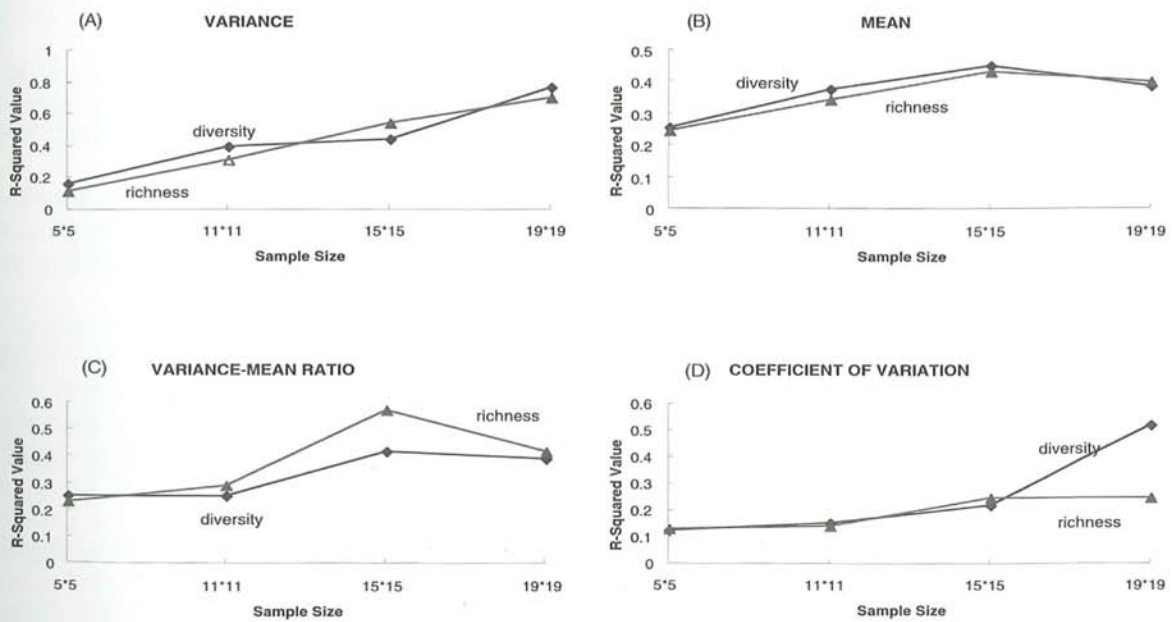 (A) VARIANCE
R-Squared Value
1
0.8
0.6
0.4
0.2
0
diversity
richness
5*5 11*11 15*15 19*19
Sample Size
(B) MEAN
R-Squared Value
0.5
0.4
0.3
0.2
0.1
0
diversity
richness
5*5 11*11 15*15 19*19
Sample Size
(C) VARIANCE-MEAN RATIO
R-Squared Value
0.6
0.5
0.4
0.3
0.2
0.1
0
richness
diversity
5*5 11*11 15*15 19*19
Sample Size
(D) COEFFICIENT OF VARIATION
R-Squared Value
0.6
0.5
0.4
0.3
0.2
0.1
0
diversity
richness
5*5 11*11 15*15 19*19
Sample Size